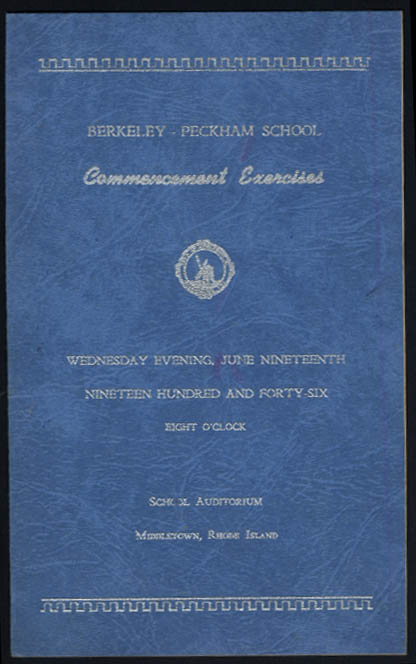 BERKELEY - PECKHAM SCHOOL
Commencement Exercises
WEDNESDAY EVENING, JUNE NINETEENTH
NINETEEN HUNDRED AND FORTY-SIX
EIGHT O'CLOCK
SCHOOL AUDITORIUM
MIDDLETOWN, RHODE ISLAND